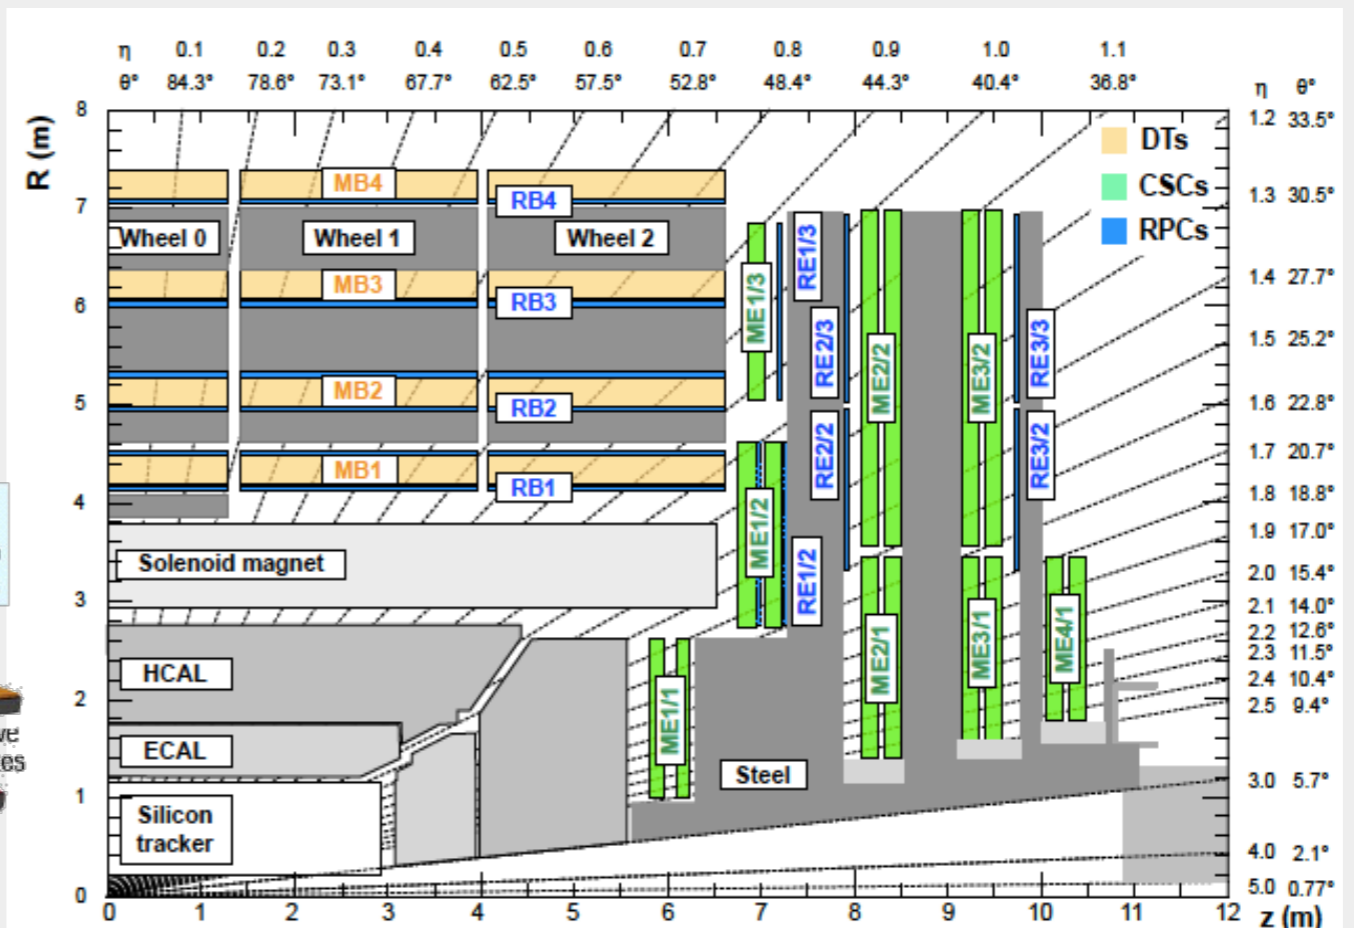 η 0.1 0.2 0.3 0.4 0.5 0.6 0.7 0.8 0.9 1.0 1.1
θ° 84.3° 78.6° 73.1° 67.7° 62.5° 57.5° 52.8° 48.4° 44.3° 40.4° 36.8° η θ°
R (m)
8
7
6
5
4
3
2
1
0
1.2 33.5°
1.3 30.5°
1.4 27.7°
1.5 25.2°
1.6 22.8°
1.7 20.7°
1.8 18.8°
1.9 17.0°
2.0 15.4°
2.1 14.0°
2.2 12.6°
2.3 11.5°
2.4 10.4°
2.5 9.4°
3.0 5.7°
4.0 2.1°
5.0 0.77°
DTs
CSCs
RPCs
MB4
RB4
Wheel 0
Wheel 1
Wheel 2
MB3
RB3
MB2
RB2
MB1
RB1
ME1/3
RE1/3
RE2/3
ME2/2
ME3/2
RE3/3
ME1/2
RE2/2
RE3/2
RE1/2
Solenoid magnet
HCAL
ECAL
Silicon
tracker
ME1/1
ME2/1
ME3/1
ME4/1
Steel
0 1 2 3 4 5 6 7 8 9 10 11 12
z (m)